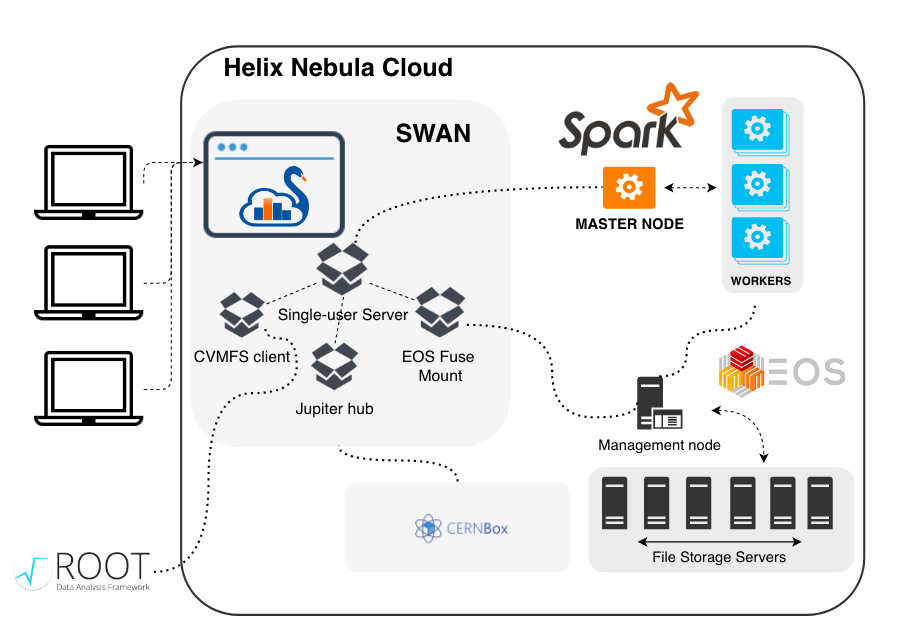 Helix Nebula Cloud
SWAN
Spark
MASTER NODE
WORKERS
Single-user Server
CVMFS client
EOS Fuse
Mount
Jupiter hub
EOS
Management node
CERNBox
File Storage Servers
ROOT
Data Analysis Framework